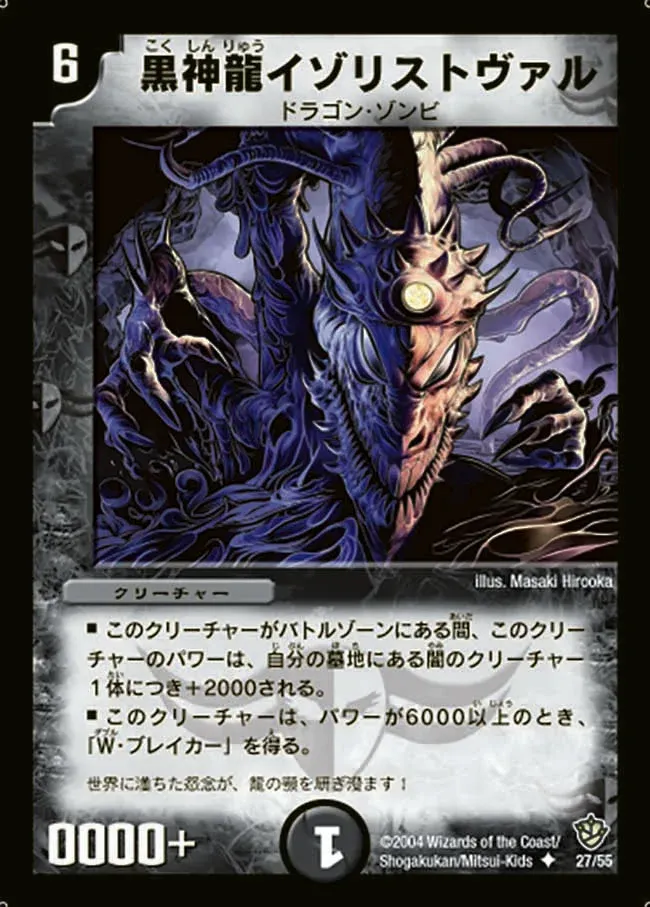 6
こく しん りゅう
黒神龍イゾリストヴァル
ドラゴン・ゾンビ
illus. Masaki Hirooka
クリーチャー
■ このクリーチャーがバトルゾーンにある間、このクリー
チャーのパワーは、自分の墓地にある闇のクリーチャー
1体につき+2000される。
■ このクリーチャーは、パワーが6000以上のとき、
「W・ブレイカー」を得る。
世界に満ちた怨念が、龍の顎を研ぎ澄ます!
0000+
1
©2004 Wizards of the Coast/
Shogakukan/Mitsui-Kids
27/55